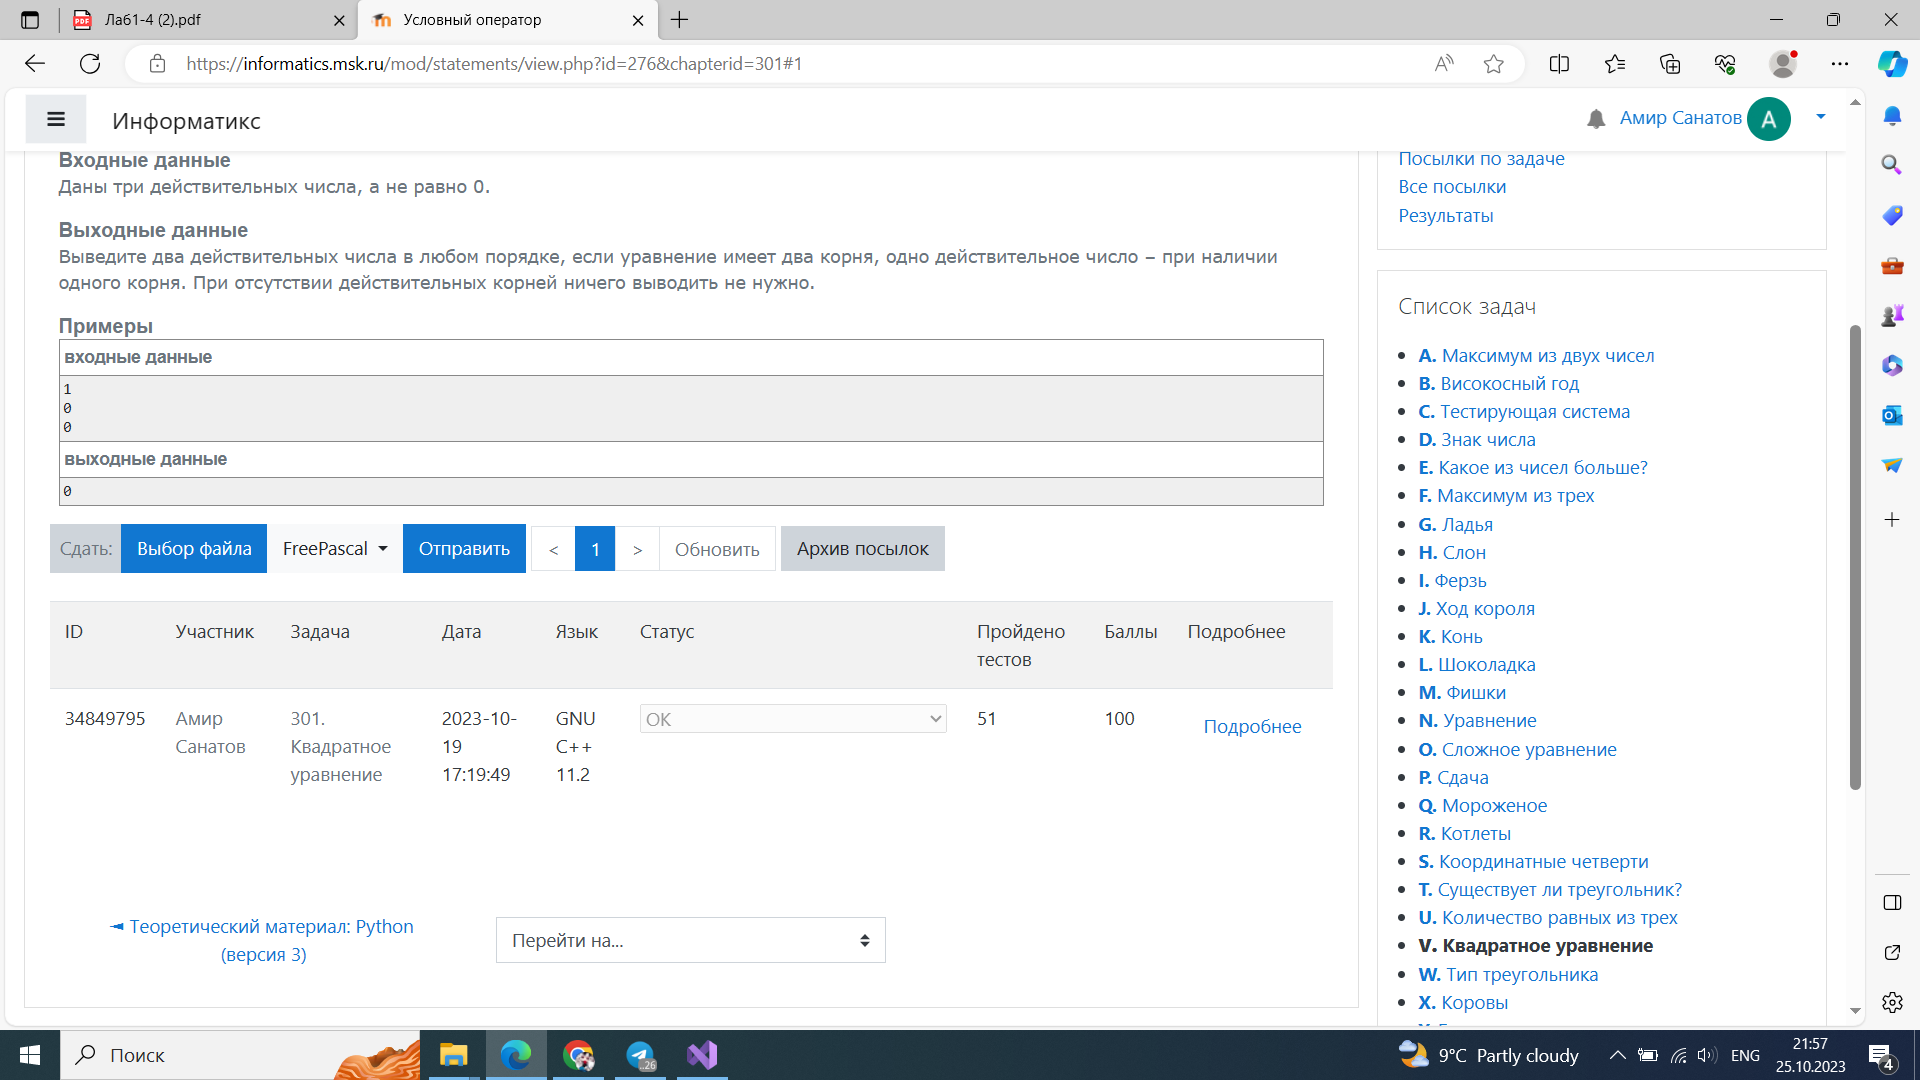 Лаб1-4 (2).pdf
Условный оператор
https://informatics.msk.ru/mod/statements/view.php?id=276&chapterid=301#1
Информатикс
Амир Санатов
A
Входные данные
Даны три действительных числа, а не равно 0.
Выходные данные
Выведите два действительных числа в любом порядке, если уравнение имеет два корня, одно действительное число – при наличии
одного корня. При отсутствии действительных корней ничего выводить не нужно.
Примеры
входные данные
1
0
0
выходные данные
0
Сдать:
Выбор файла
FreePascal
Отправить
<
1
>
Обновить
Архив посылок
ID
Участник
Задача
Дата
Язык
Статус
Пройдено
тестов
Баллы
Подробнее
34849795
Амир
Санатов
301.
Квадратное
уравнение
2023-10-
19
17:19:49
GNU
C++
11.2
OK
51
100
Подробнее
◄ Теоретический материал: Python
(версия 3)
Перейти на...
Посылки по задаче
Все посылки
Результаты
Список задач
A. Максимум из двух чисел
B. Високосный год
C. Тестирующая система
D. Знак числа
E. Какое из чисел больше?
F. Максимум из трех
G. Ладья
H. Слон
I. Ферзь
J. Ход короля
K. Конь
L. Шоколадка
M. Фишки
N. Уравнение
O. Сложное уравнение
P. Сдача
Q. Мороженое
R. Котлеты
S. Координатные четверти
T. Существует ли треугольник?
U. Количество равных из трех
V. Квадратное уравнение
W. Тип треугольника
X. Коровы
Поиск
26
9°C Partly cloudy
ENG
21:57
25.10.2023
4